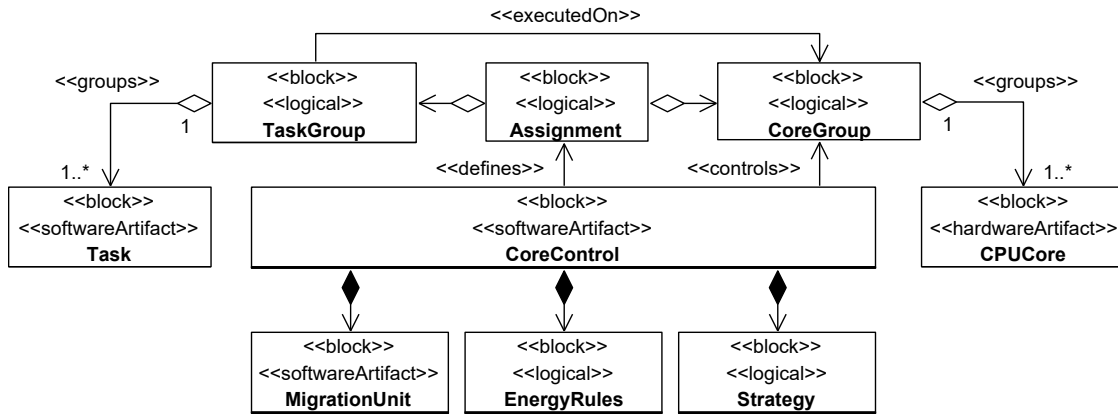 <<executedOn>>
<<groups>>
<<block>>
<<logical>>
TaskGroup
<<block>>
<<logical>>
Assignment
<<block>>
<<logical>>
CoreGroup
<<groups>>
1
1
1..*
<<defines>>
<<controls>>
1..*
<<block>>
<<softwareArtifact>>
Task
<<block>>
<<softwareArtifact>>
CoreControl
<<block>>
<<hardwareArtifact>>
CPUCore
<<block>>
<<softwareArtifact>>
MigrationUnit
<<block>>
<<logical>>
EnergyRules
<<block>>
<<logical>>
Strategy